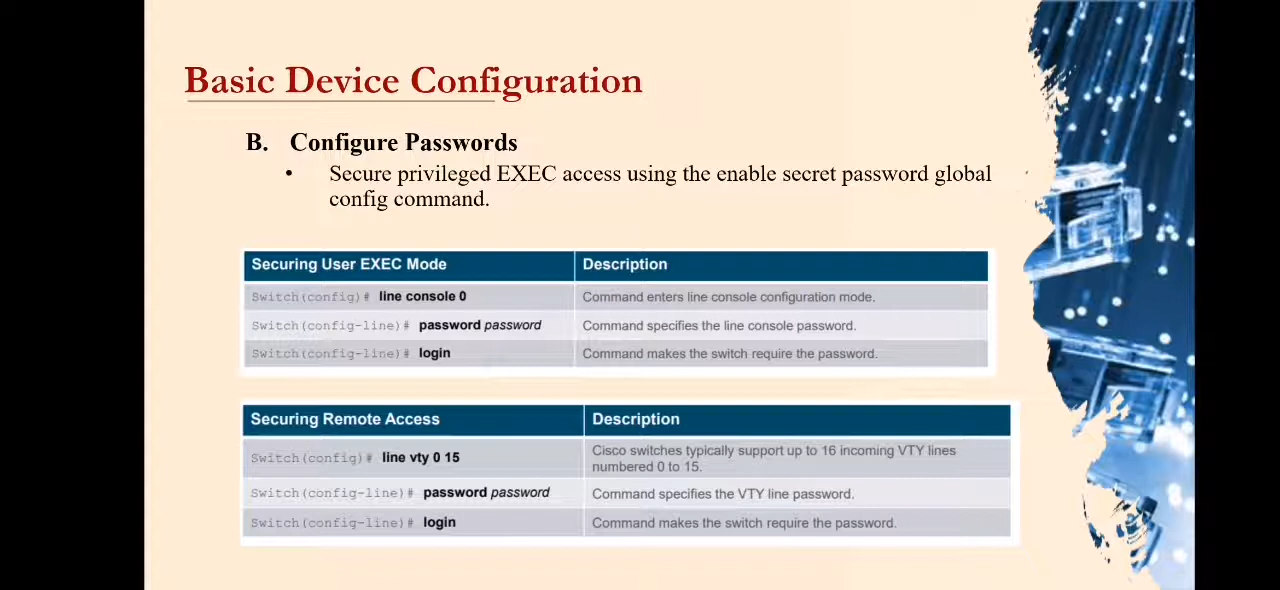 Basic Device Configuration
B. Configure Passwords
• Secure privileged EXEC access using the enable secret password global
config command.
Securing User EXEC Mode Description
Switch(config)# line console 0 Command enters line console configuration mode.
Switch(config-line)# password password Command specifies the line console password.
Switch(config-line)# login Command makes the switch require the password.
Securing Remote Access Description
Switch(config)# line vty 0 15 Cisco switches typically support up to 16 incoming VTY lines
numbered 0 to 15.
Switch(config-line)# password password Command specifies the VTY line password.
Switch(config-line)# login Command makes the switch require the password.